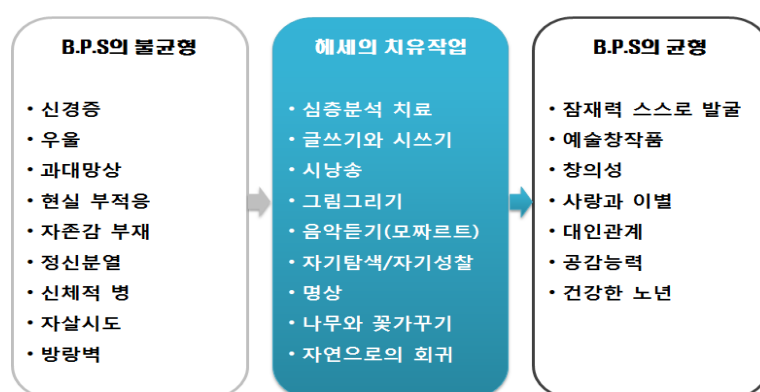 B.P.S의 불균형
• 신경증
• 우울
• 과대망상
• 현실 부적응
• 자존감 부재
• 정신분열
• 신체적 병
• 자살시도
• 방랑벽
헤세의 치유작업
• 심층분석 치료
• 글쓰기와 시쓰기
• 시낭송
• 그림그리기
• 음악듣기(모짜르트)
• 자기탐색/자기성찰
• 명상
• 나무와 꽃가꾸기
• 자연으로의 회귀
B.P.S의 균형
• 잠재력 스스로 발굴
• 예술창작품
• 창의성
• 사랑과 이별
• 대인관계
• 공감능력
• 건강한 노년